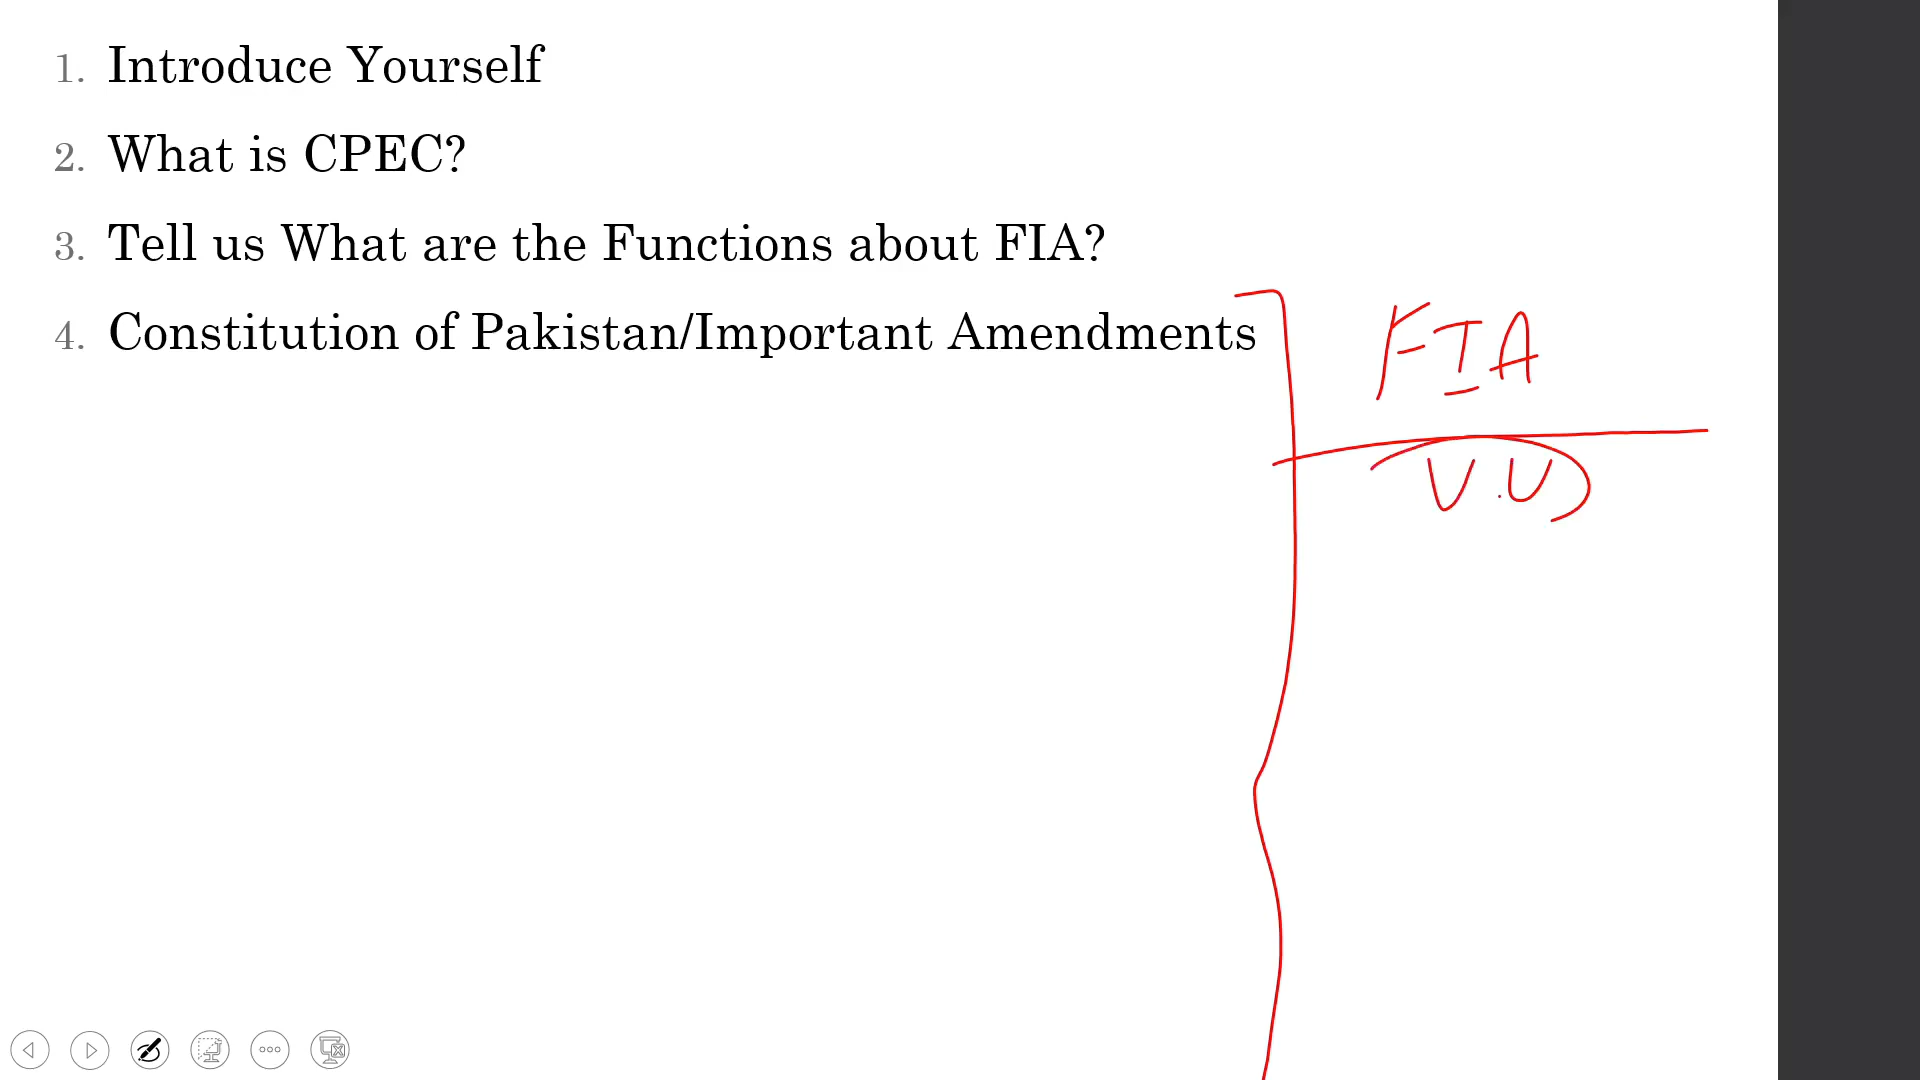 1. Introduce Yourself
2. What is CPEC?
3. Tell us What are the Functions about FIA?
4. Constitution of Pakistan/Important Amendments
FIA
V.U